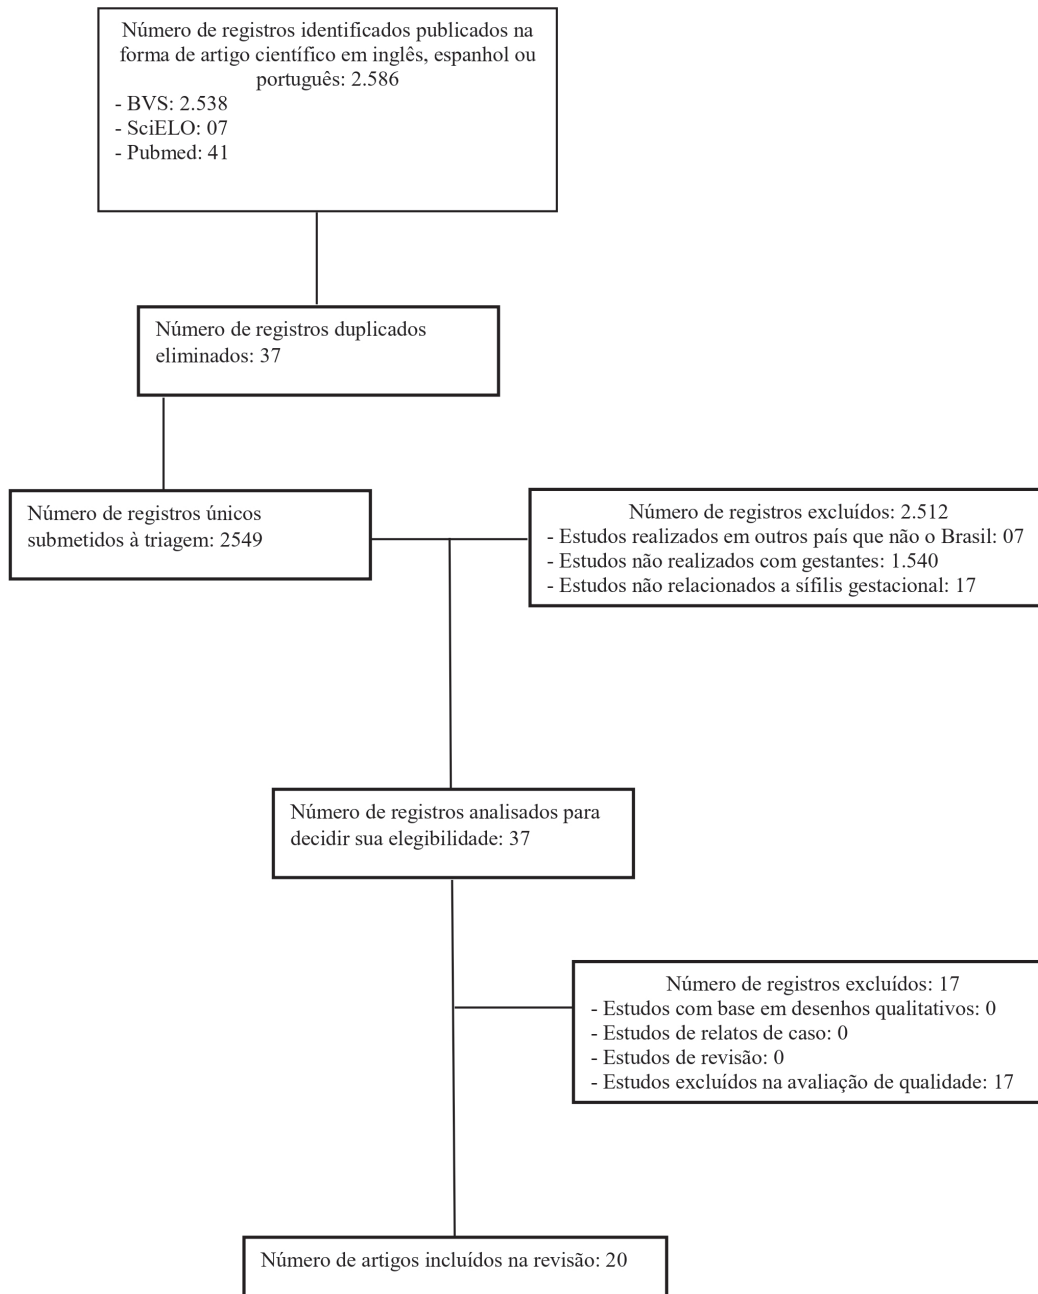 Número de registros identificados publicados na
forma de artigo científico em inglês, espanhol ou
português: 2.586
- BVS: 2.538
- SciELO: 07
- Pubmed: 41
Número de registros duplicados
eliminados: 37
Número de registros únicos
submetidos à triagem: 2549
Número de registros excluídos: 2.512
- Estudos realizados em outros país que não o Brasil: 07
- Estudos não realizados com gestantes: 1.540
- Estudos não relacionados a sífilis gestacional: 17
Número de registros analisados para
decidir sua elegibilidade: 37
Número de registros excluídos: 17
- Estudos com base em desenhos qualitativos: 0
- Estudos de relatos de caso: 0
- Estudos de revisão: 0
- Estudos excluídos na avaliação de qualidade: 17
Número de artigos incluídos na revisão: 20